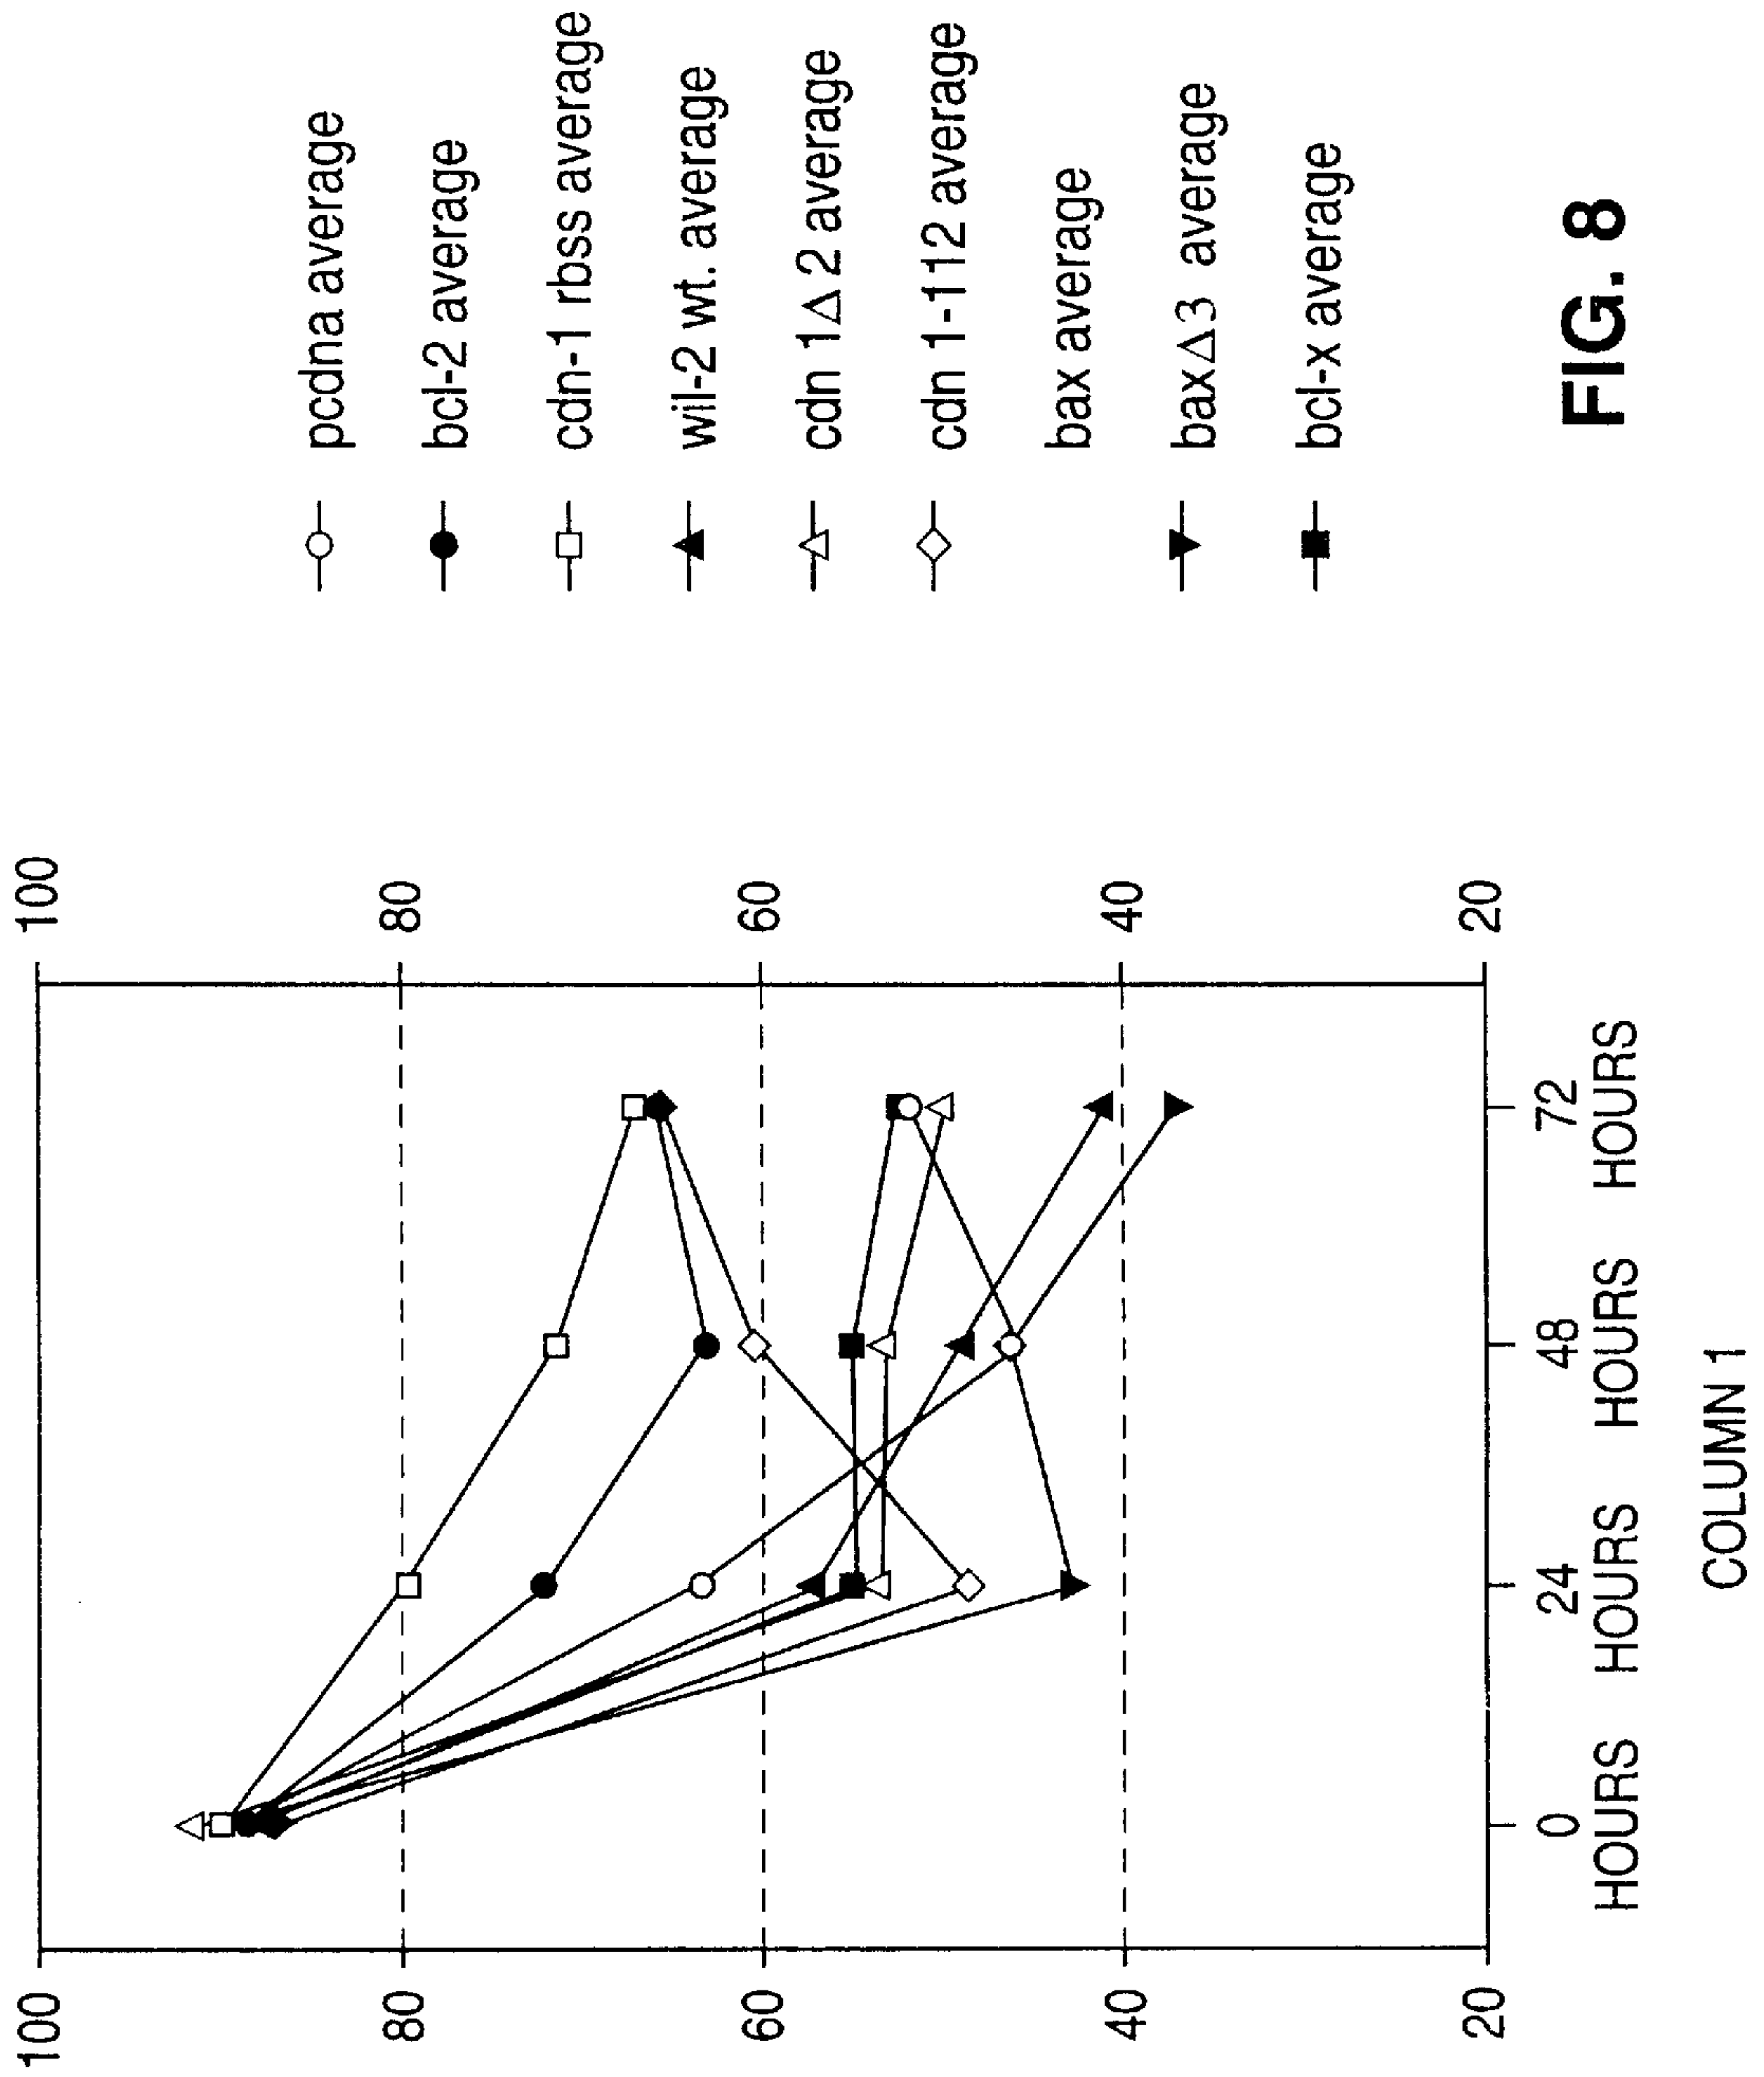 100
80
60
40
20
100
80
60
40
20
0 24 48 72
HOURS HOURS HOURS HOURS
COLUMN 1
pcdna average
bcl-2 average
cdn-1 rbss average
wil-2 wt. average
cdn 1Δ2 average
cdn 1-112 average
bax average
baxΔ3 average
bcl-x average
FIG. 8